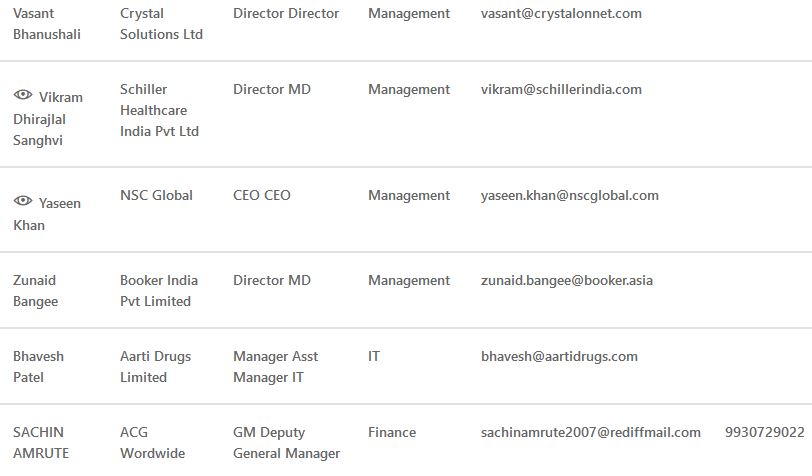 Vasant Bhanushali Crystal Solutions Ltd Director Director Management vasant@crystalonnet.com
Vikram Dhirajlal Sanghvi Schiller Healthcare India Pvt Ltd Director MD Management vikram@schillerindia.com
Yaseen Khan NSC Global CEO CEO Management yaseen.khan@nscglobal.com
Zunaid Bangee Booker India Pvt Limited Director MD Management zunaid.bangee@booker.asia
Bhavesh Patel Aarti Drugs Limited Manager Asst Manager IT IT bhavesh@aartidrugs.com
SACHIN AMRUTE ACG Wordwide GM Deputy General Manager Finance sachinamrute2007@rediffmail.com 9930729022